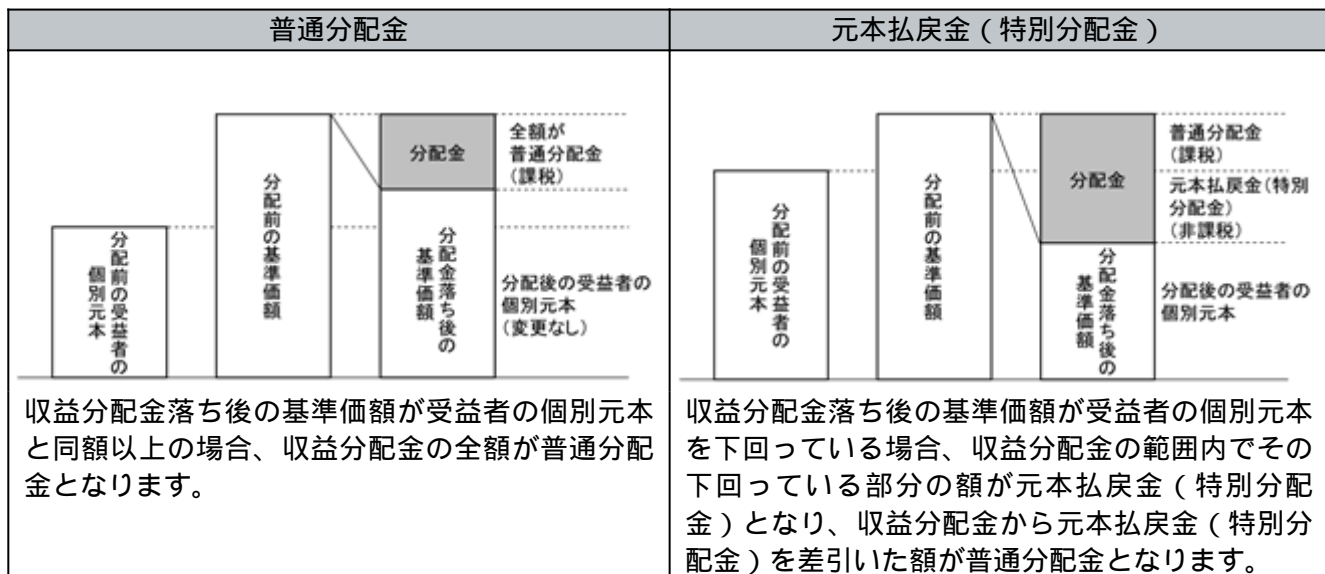 普通分配金
分配前の受益者の
個別元本
分配前の基準価額
分配金
分配金落ち後の
基準価額
全額が
普通分配金
(課税)
分配後の受益者の
個別元本
(変更なし)
収益分配金落ち後の基準価額が受益者の個別元本
と同額以上の場合、収益分配金の全額が普通分配
金となります。
元本払戻金(特別分配金)
分配前の受益者の
個別元本
分配前の基準価額
分配金
分配金落ち後の
基準価額
普通分配金
(課税)
元本払戻金(特別
分配金)
(非課税)
分配後の受益者の
個別元本
収益分配金落ち後の基準価額が受益者の個別元本
を下回っている場合、収益分配金の範囲内でその
下回っている部分の額が元本払戻金(特別分配
金)となり、収益分配金から元本払戻金(特別分
配金)を差引いた額が普通分配金となります。